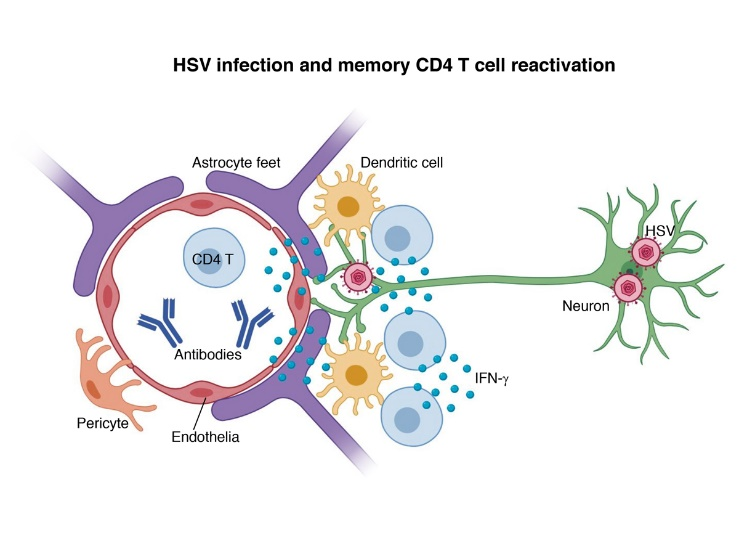 HSV infection and memory CD4 T cell reactivation
Astrocyte feet
Dendritic cell
CD4 T
HSV
Neuron
Antibodies
IFN-γ
Pericyte
Endothelia